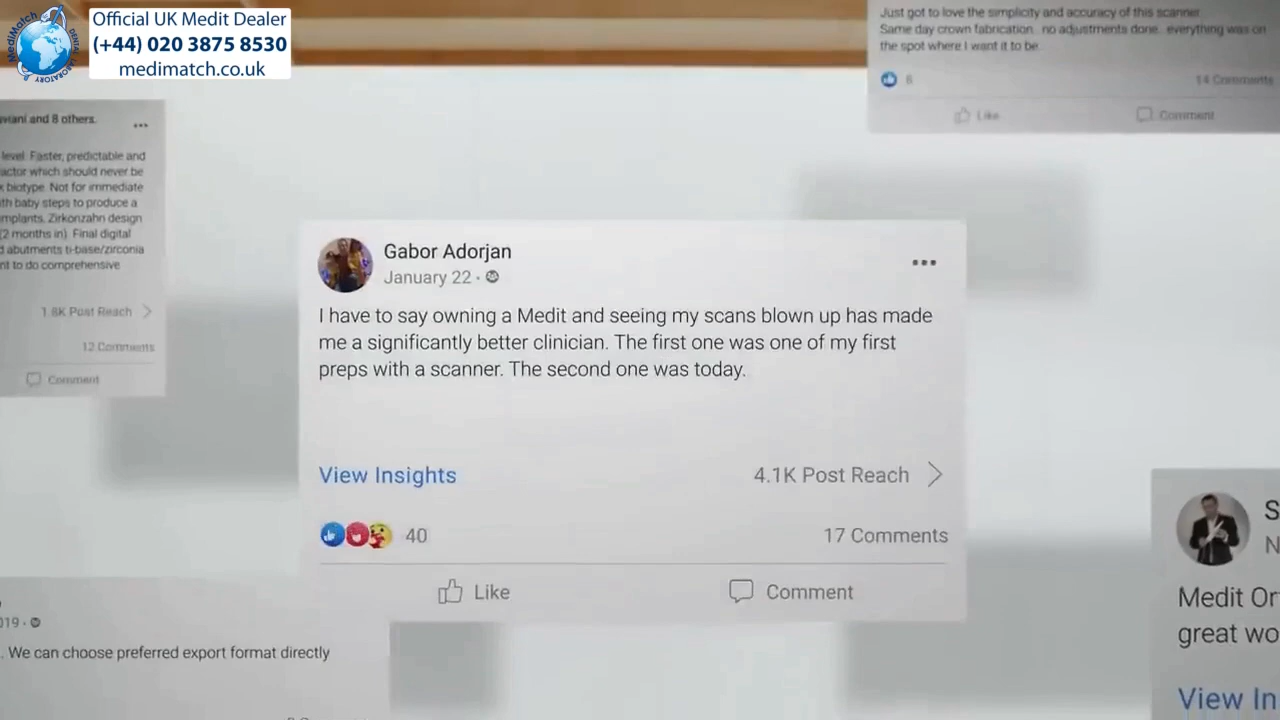 Official UK Medit Dealer
(+44) 020 3875 8530
medimatch.co.uk
MediMatch
DENTAL LABORATORY
Just got to love the simplicity and accuracy of this scanner
Same day crown fabrication.. no adjustments done.. everything was on
the spot where I want it to be.
6
14 Comments
Like
Comment
and 8 others.
level. Faster, predictable and
actor which should never be
biotype. Not for immediate
th baby steps to produce a
mplants, Zirkonzahn design
(2 months in). Final digital
abutments ti-base/zirconia
nt to do comprehensive
1.8K Post Reach
12 Comments
Comment
Gabor Adorjan
January 22
I have to say owning a Medit and seeing my scans blown up has made
me a significantly better clinician. The first one was one of my first
preps with a scanner. The second one was today.
View Insights
4.1K Post Reach
40
17 Comments
Like
Comment
019
. We can choose preferred export format directly
S
N
Medit Or
great wo
View In